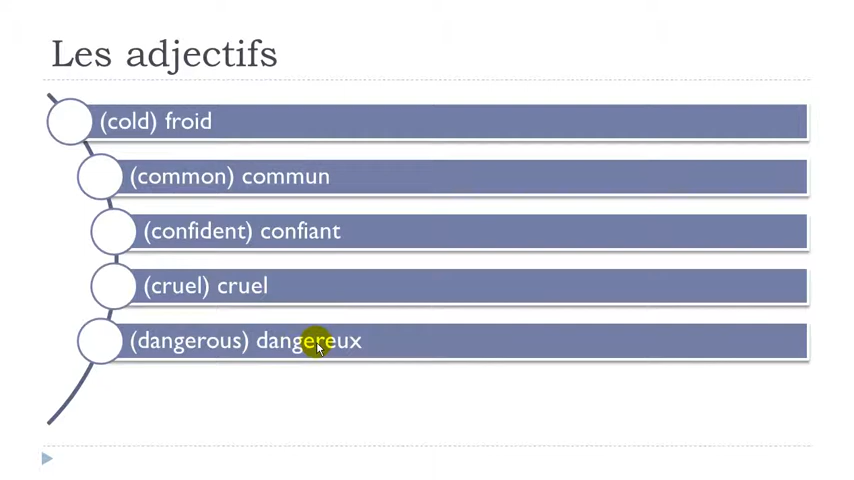 Les adjectifs
(cold) froid
(common) commun
(confident) confiant
(cruel) cruel
(dangerous) dangereux